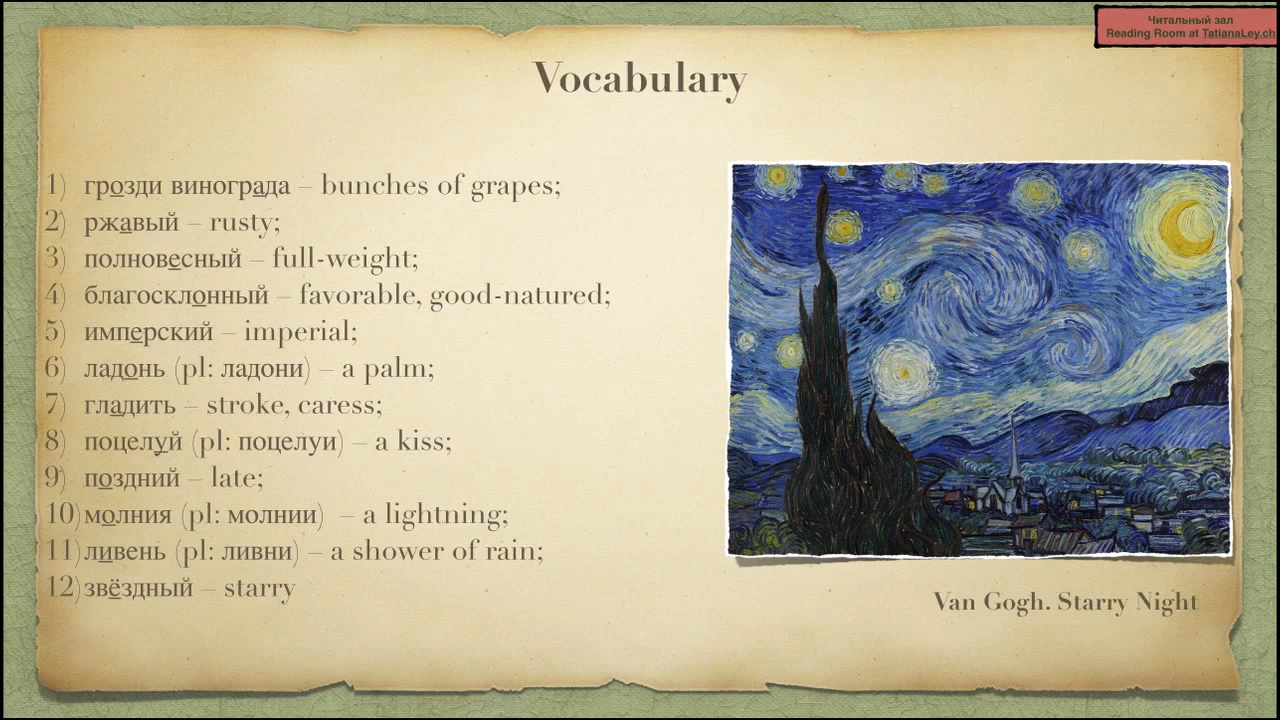 Читальный зал
Reading Room at TatianaLey.ch
Vocabulary
1) грозди винограда – bunches of grapes;
2) ржавый – rusty;
3) полновесный – full-weight;
4) благосклонный – favorable, good-natured;
5) имперский – imperial;
6) ладонь (pl: ладони) – a palm;
7) гладить – stroke, caress;
8) поцелуй (pl: поцелуи) – a kiss;
9) поздний – late;
10) молния (pl: молнии) – a lightning;
11) ливень (pl: ливни) – a shower of rain;
12) звёздный – starry
Van Gogh. Starry Night